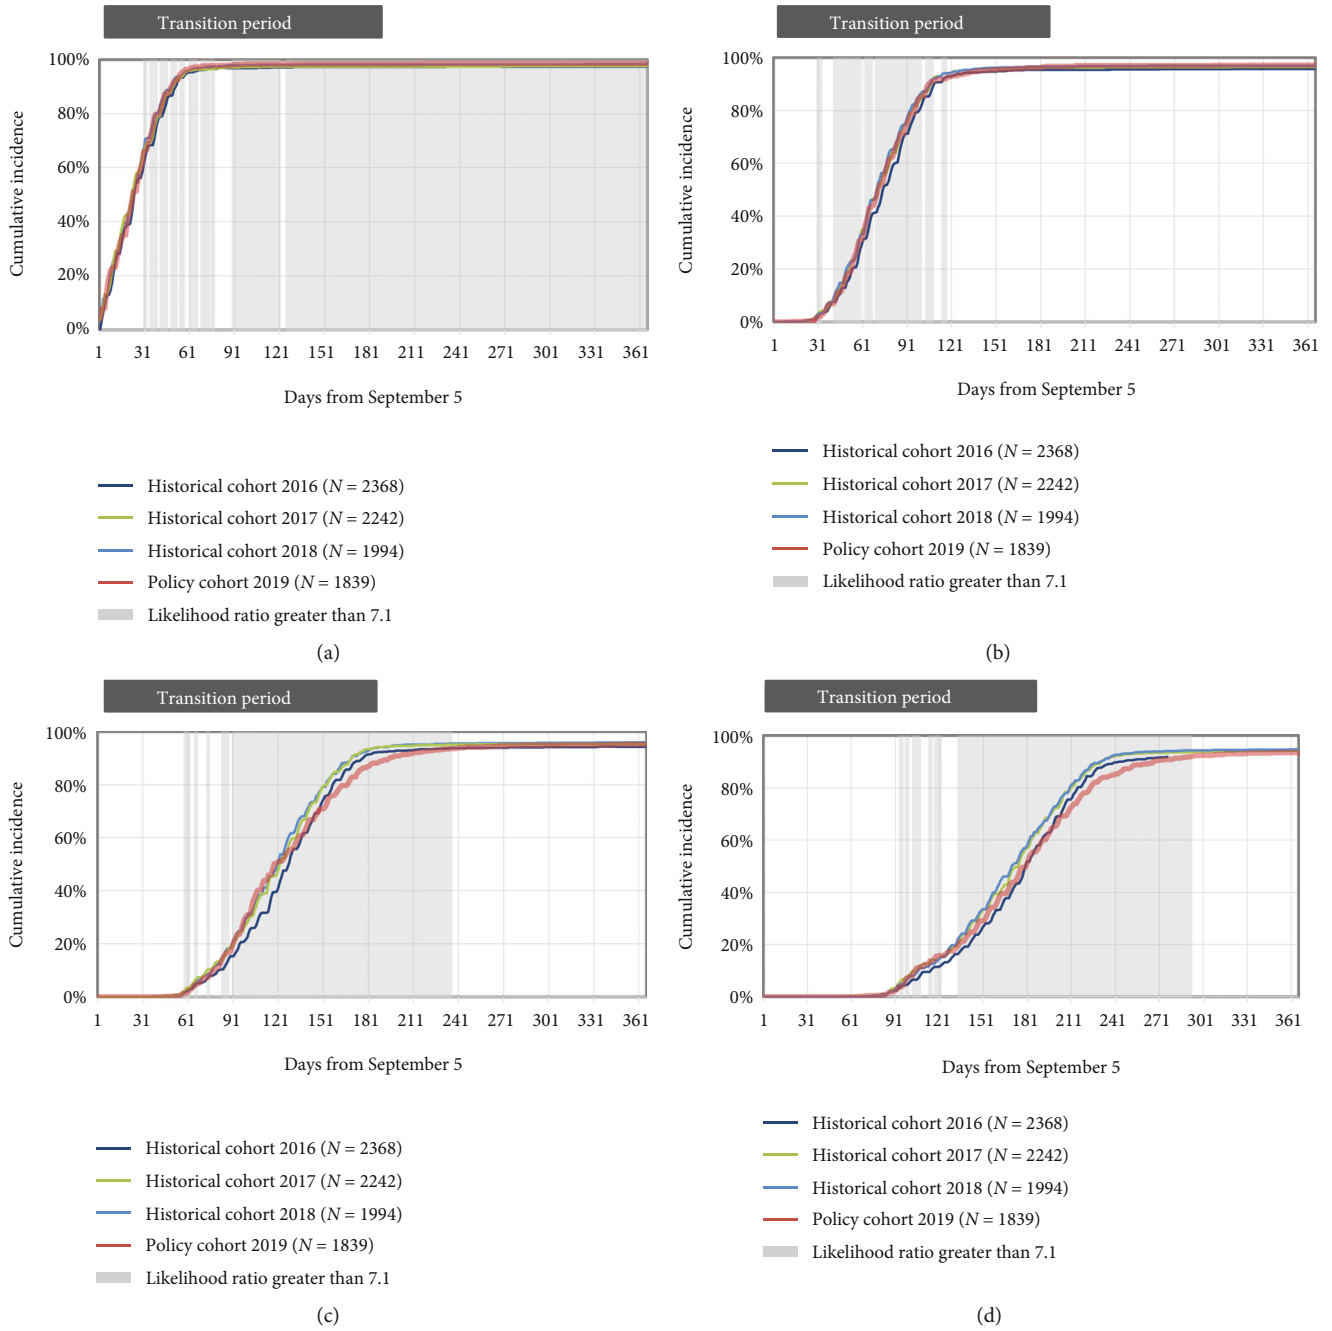 Transition period
100%
80%
60%
40%
20%
0%
Cumulative incidence
1 31 61 91 121 151 181 211 241 271 301 331 361
Days from September 5
Historical cohort 2016 (N = 2368)
Historical cohort 2017 (N = 2242)
Historical cohort 2018 (N = 1994)
Policy cohort 2019 (N = 1839)
Likelihood ratio greater than 7.1
(a)
Transition period
100%
80%
60%
40%
20%
0%
Cumulative incidence
1 31 61 91 121 151 181 211 241 271 301 331 361
Days from September 5
Historical cohort 2016 (N = 2368)
Historical cohort 2017 (N = 2242)
Historical cohort 2018 (N = 1994)
Policy cohort 2019 (N = 1839)
Likelihood ratio greater than 7.1
(b)
Transition period
100%
80%
60%
40%
20%
0%
Cumulative incidence
1 31 61 91 121 151 181 211 241 271 301 331 361
Days from September 5
Historical cohort 2016 (N = 2368)
Historical cohort 2017 (N = 2242)
Historical cohort 2018 (N = 1994)
Policy cohort 2019 (N = 1839)
Likelihood ratio greater than 7.1
(c)
Transition period
100%
80%
60%
40%
20%
0%
Cumulative incidence
1 31 61 91 121 151 181 211 241 271 301 331 361
Days from September 5
Historical cohort 2016 (N = 2368)
Historical cohort 2017 (N = 2242)
Historical cohort 2018 (N = 1994)
Policy cohort 2019 (N = 1839)
Likelihood ratio greater than 7.1
(d)